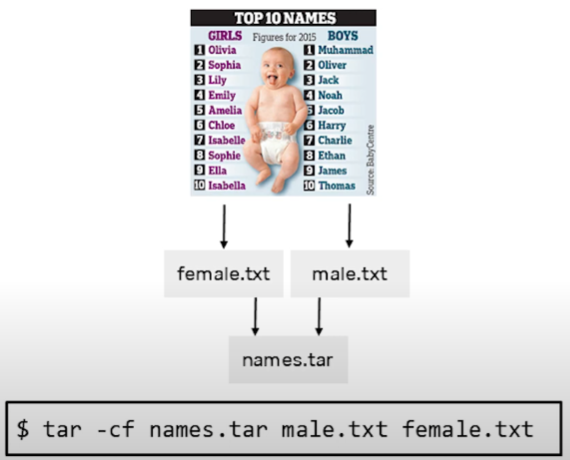 TOP 10 NAMES
GIRLS Figures for 2015 BOYS
1 Olivia
2 Sophia
3 Lily
4 Emily
5 Amelia
6 Chloe
7 Isabelle
8 Sophie
9 Ella
10 Isabella
1 Muhammad
2 Oliver
3 Jack
4 Noah
5 Jacob
6 Harry
7 Charlie
8 Ethan
9 James
10 Thomas
Source: BabyCentre
female.txt male.txt
names.tar
$ tar -cf names.tar male.txt female.txt